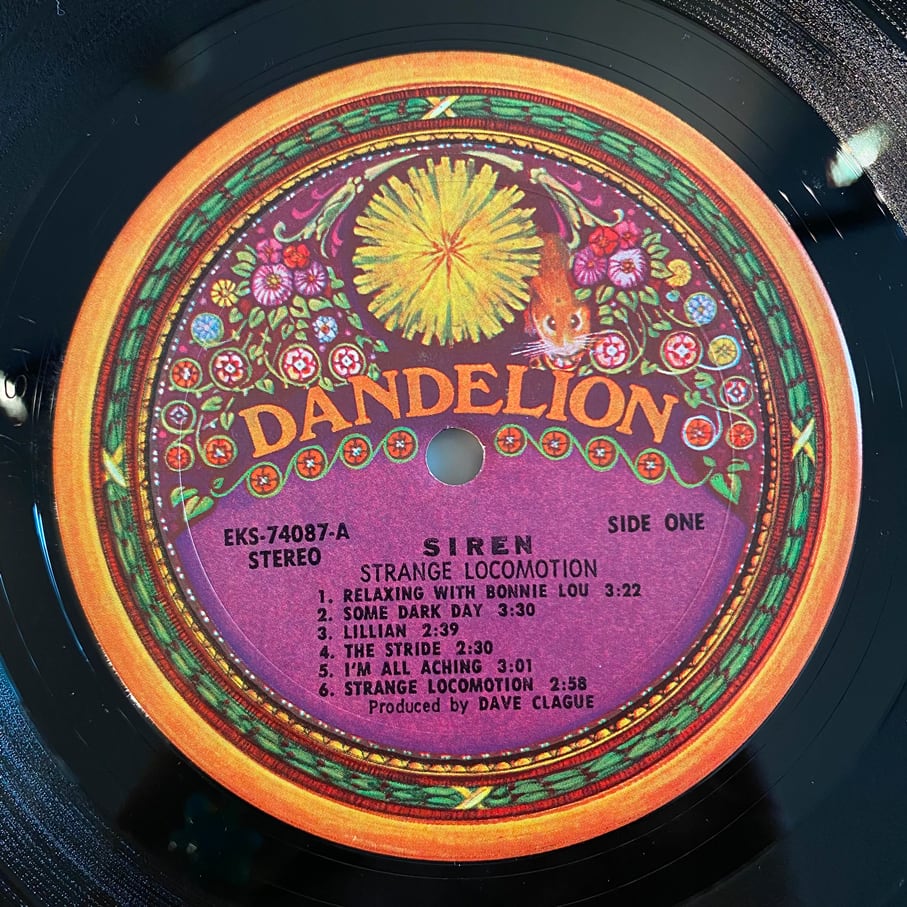 DANDELION
EKS-74087-A
STEREO
SIDE ONE
SIREN
STRANGE LOCOMOTION
1. RELAXING WITH BONNIE LOU 3:22
2. SOME DARK DAY 3:30
3. LILLIAN 2:39
4. THE STRIDE 2:30
5. I'M ALL ACHING 3:01
6. STRANGE LOCOMOTION 2:58
Produced by DAVE CLAGUE